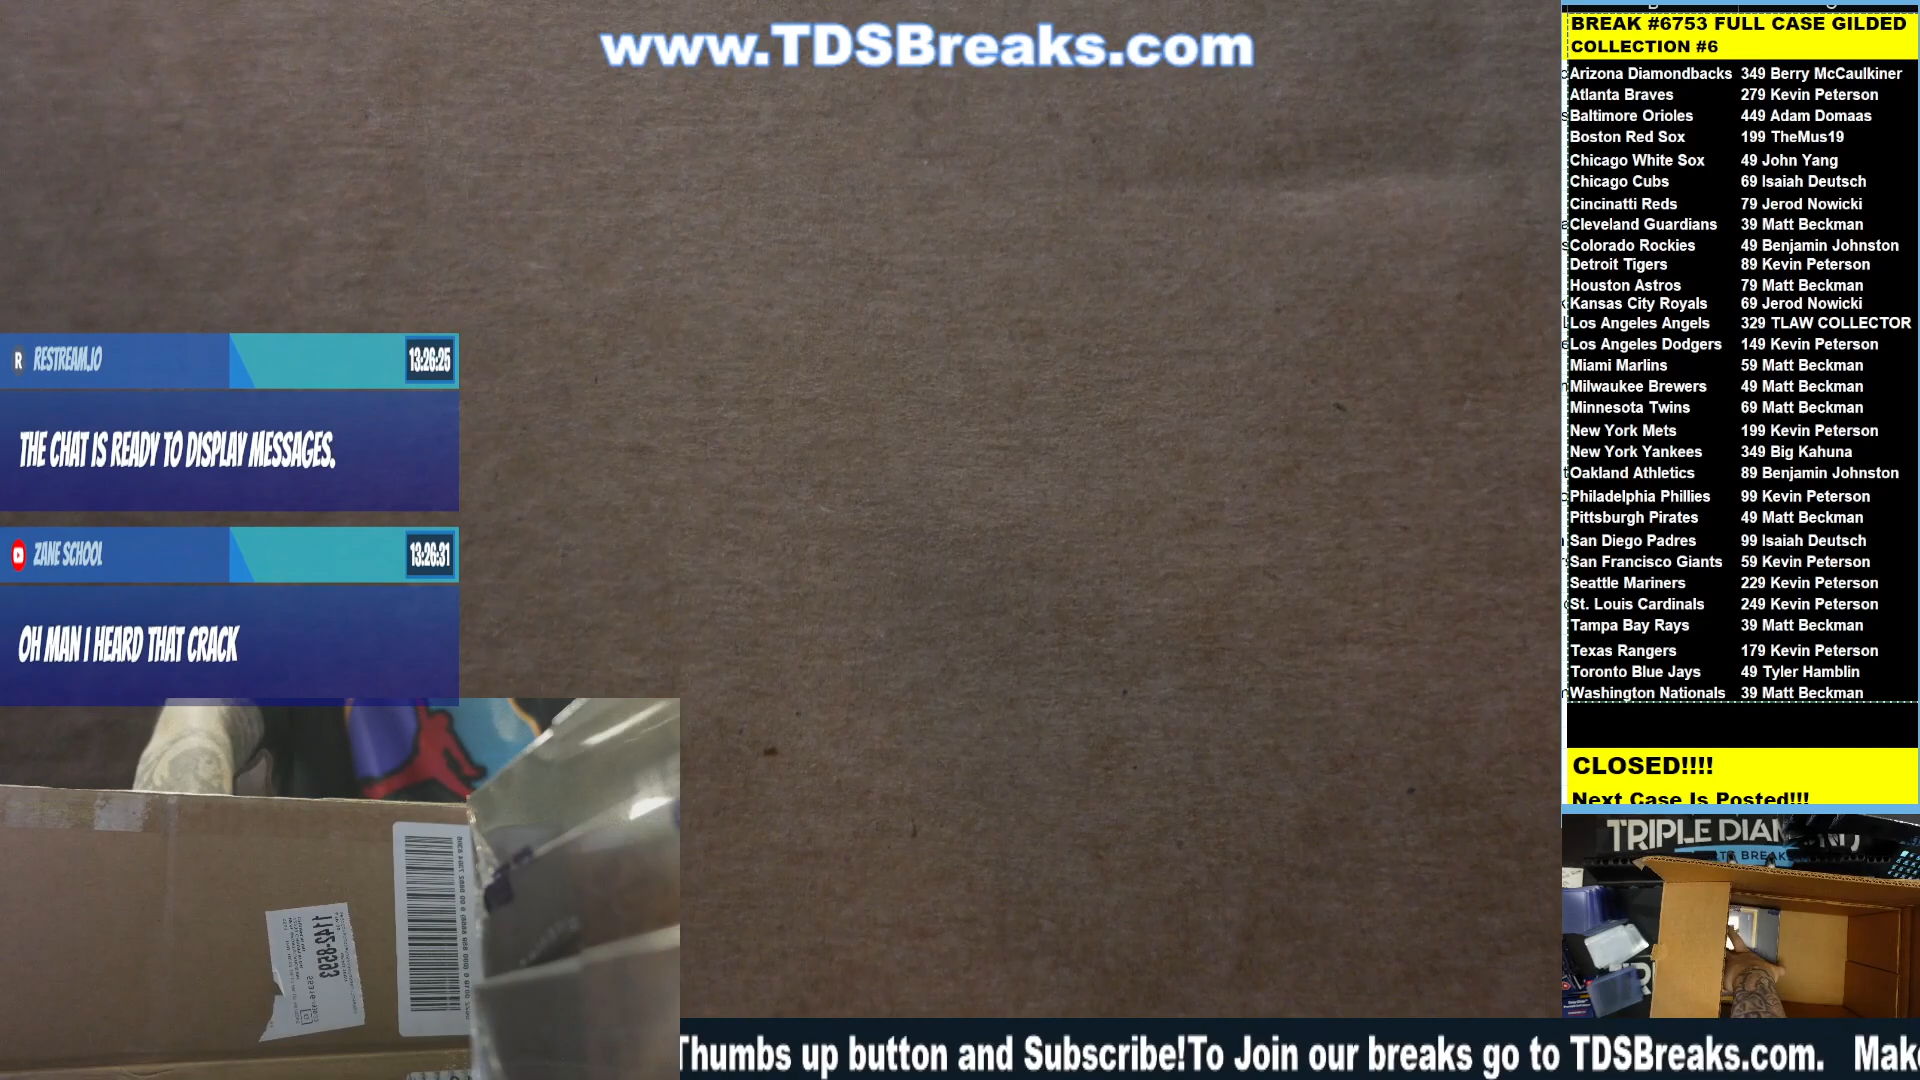 www.TDSBreaks.com
BREAK #6753 FULL CASE GILDED
COLLECTION #6
Arizona Diamondbacks 349 Berry McCaulkiner
Atlanta Braves 279 Kevin Peterson
Baltimore Orioles 449 Adam Domaas
Boston Red Sox 199 TheMus19
Chicago White Sox 49 John Yang
Chicago Cubs 69 Isaiah Deutsch
Cincinatti Reds 79 Jerod Nowicki
Cleveland Guardians 39 Matt Beckman
Colorado Rockies 49 Benjamin Johnston
Detroit Tigers 89 Kevin Peterson
Houston Astros 79 Matt Beckman
Kansas City Royals 69 Jerod Nowicki
Los Angeles Angels 329 TLAW COLLECTOR
Los Angeles Dodgers 149 Kevin Peterson
Miami Marlins 59 Matt Beckman
Milwaukee Brewers 49 Matt Beckman
Minnesota Twins 69 Matt Beckman
New York Mets 199 Kevin Peterson
New York Yankees 349 Big Kahuna
Oakland Athletics 89 Benjamin Johnston
Philadelphia Phillies 99 Kevin Peterson
Pittsburgh Pirates 49 Matt Beckman
San Diego Padres 99 Isaiah Deutsch
San Francisco Giants 59 Kevin Peterson
Seattle Mariners 229 Kevin Peterson
St. Louis Cardinals 249 Kevin Peterson
Tampa Bay Rays 39 Matt Beckman
Texas Rangers 179 Kevin Peterson
Toronto Blue Jays 49 Tyler Hamblin
Washington Nationals 39 Matt Beckman
CLOSED!!!!
Next Case Is Posted!!!
R RESTREAM.IO 13:26:25
THE CHAT IS READY TO DISPLAY MESSAGES.
ZANE SCHOOL 13:26:31
OH MAN I HEARD THAT CRACK
1142-8593
TRIPLE DIAM
BREAKS
Thumbs up button and Subscribe!To Join our breaks go to TDSBreaks.com. Make